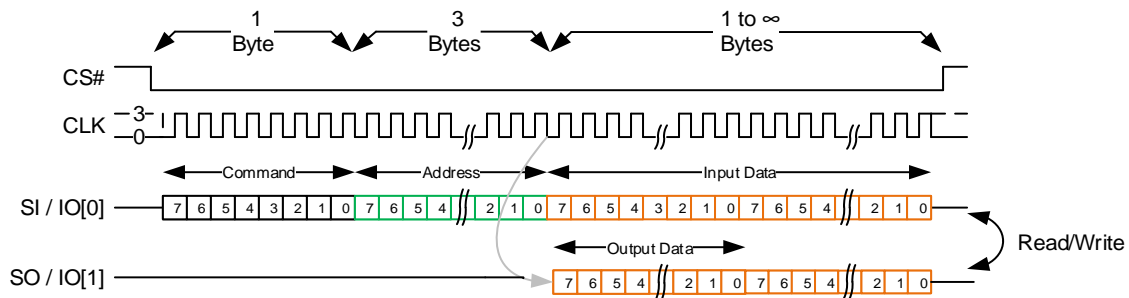 1 3 1 to ∞
Byte Bytes Bytes
CS#
3
CLK
0
Command Address Input Data
SI / IO[0] 7 6 5 4 3 2 1 0 7 6 5 4 2 1 0 7 6 5 4 3 2 1 0 7 6 5 4 2 1 0
Read/Write
Output Data
SO / IO[1] 7 6 5 4 2 1 0 7 6 5 4 2 1 0